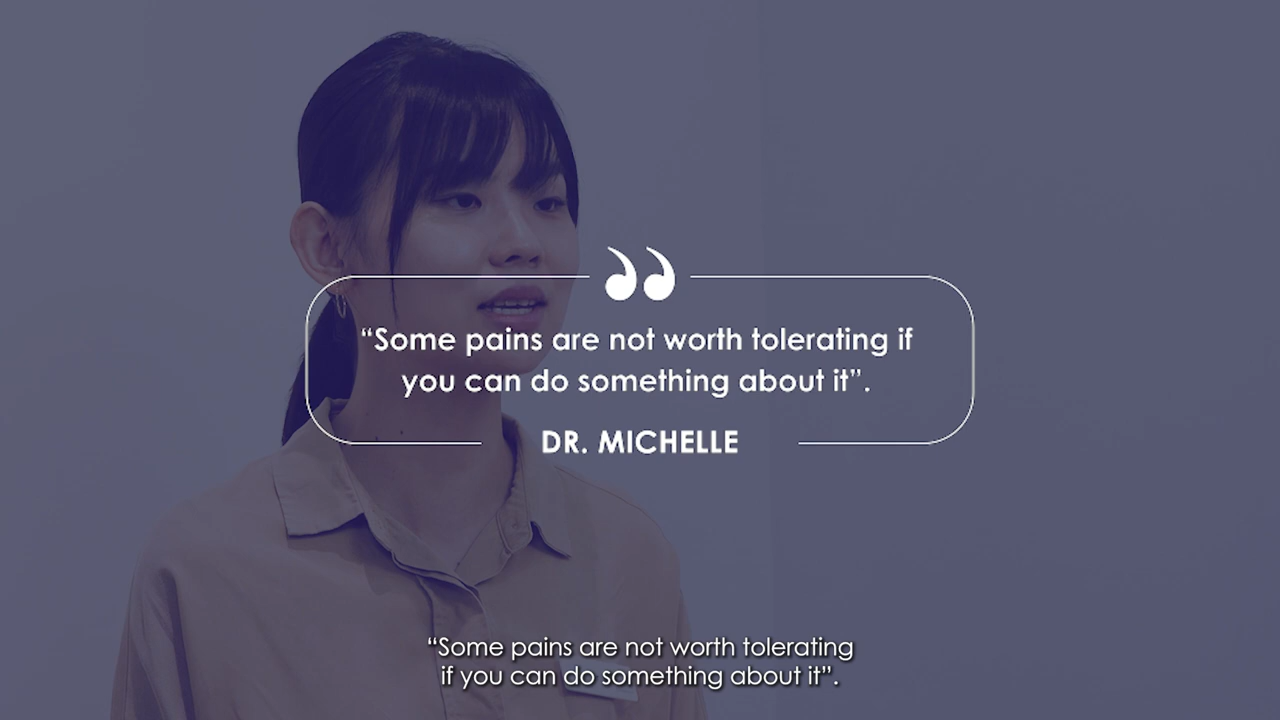 “Some pains are not worth tolerating if
you can do something about it”.
DR. MICHELLE
“Some pains are not worth tolerating
if you can do something about it”.